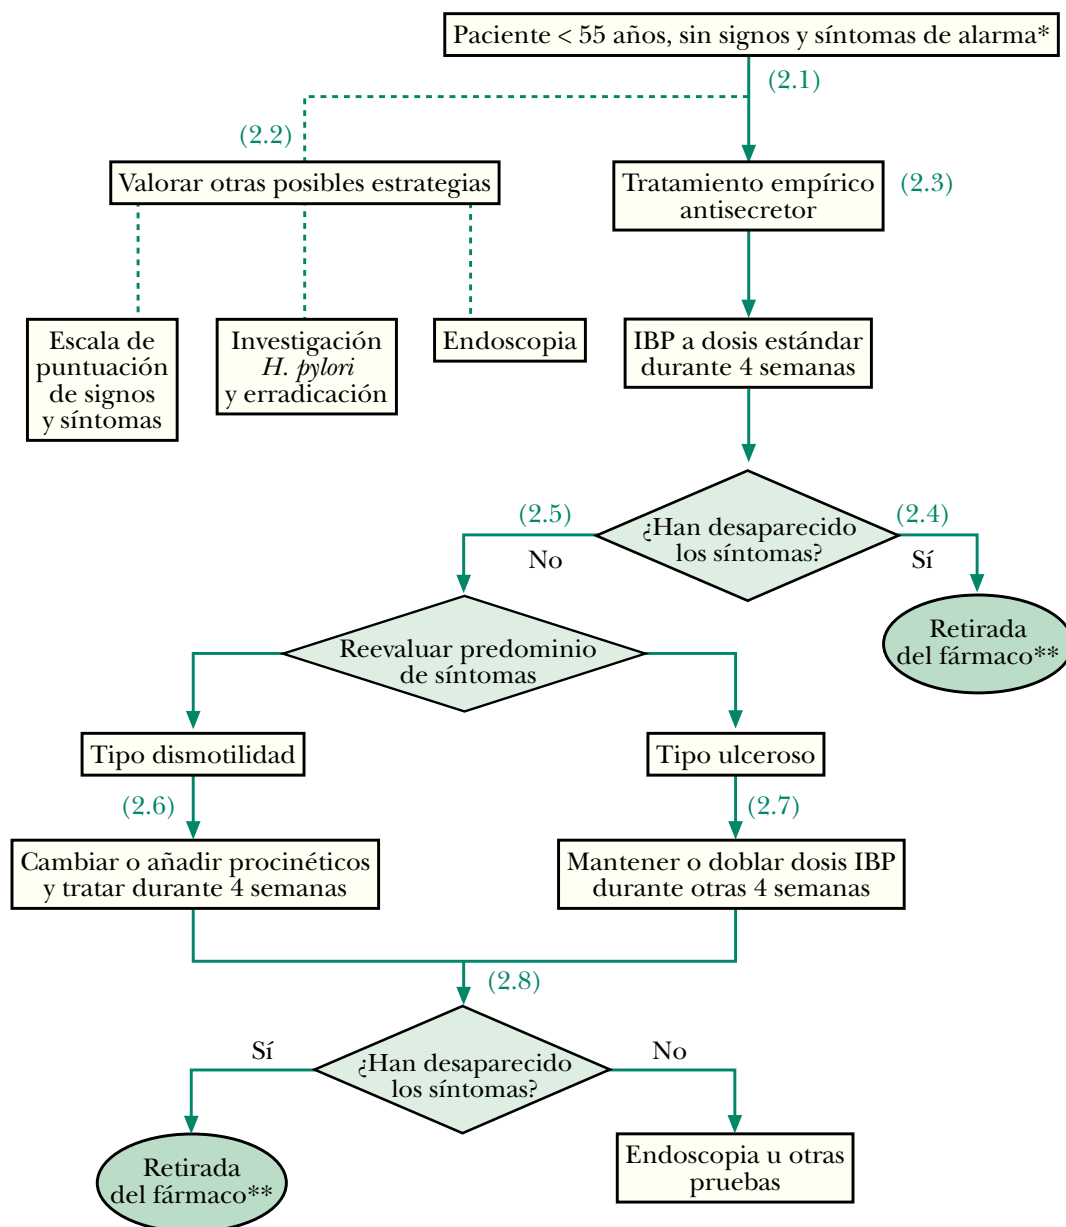 Paciente < 55 años, sin signos y síntomas de alarma*
(2.1)
(2.2)
Valorar otras posibles estrategias
Tratamiento empírico
antisecretor
(2.3)
Escala de
puntuación
de signos
y síntomas
Investigación
H. pylori
y erradicación
Endoscopia
IBP a dosis estándar
durante 4 semanas
¿Han desaparecido
los síntomas?
(2.5)
No
(2.4)
Sí
Retirada
del fármaco**
Reevaluar predominio
de síntomas
Tipo dismotilidad
Tipo ulceroso
(2.6)
(2.7)
Cambiar o añadir procinéticos
y tratar durante 4 semanas
Mantener o doblar dosis IBP
durante otras 4 semanas
(2.8)
¿Han desaparecido
los síntomas?
Sí
No
Retirada
del fármaco**
Endoscopia u otras
pruebas